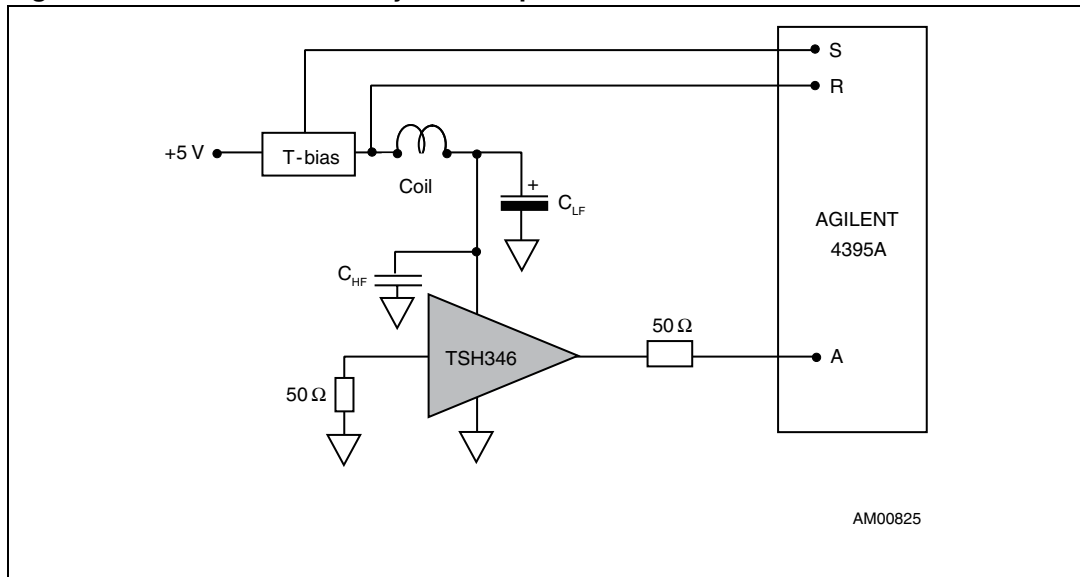 S
R
+5 V
T-bias
Coil
+
C_LF
AGILENT
4395A
C_HF
50 Ω
TSH346
A
50 Ω
AM00825